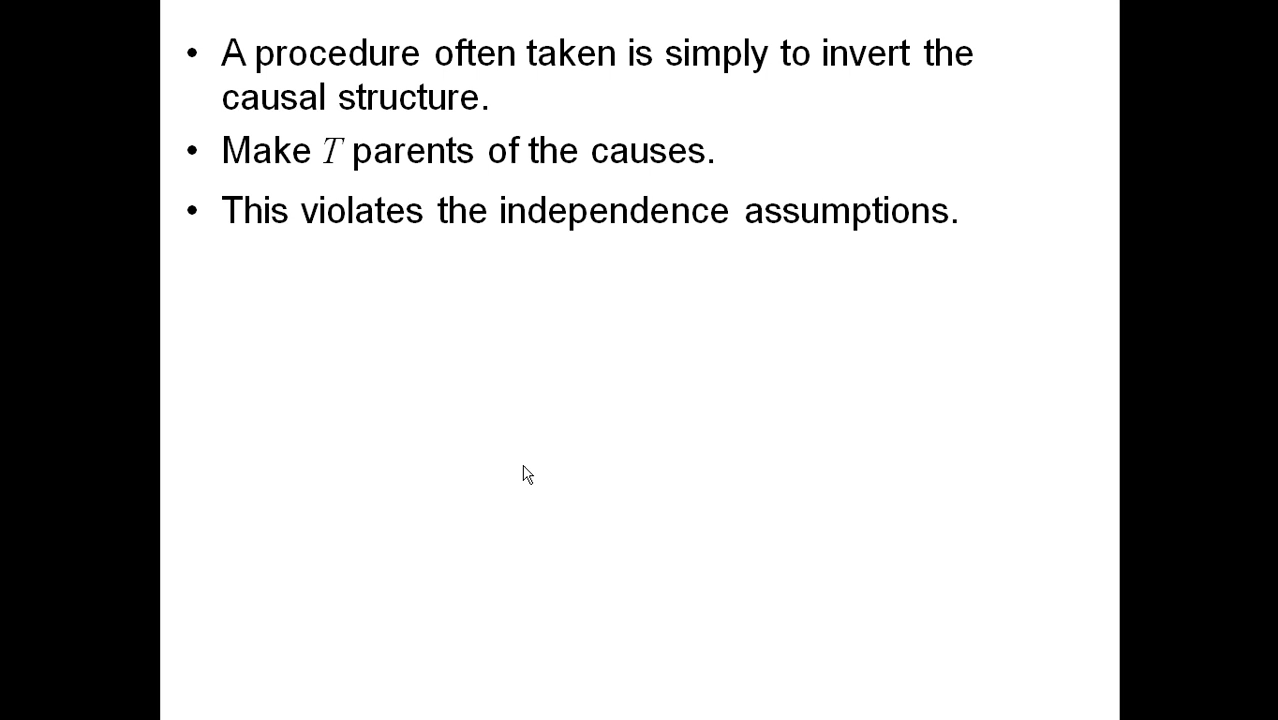 • A procedure often taken is simply to invert the
causal structure.
• Make T parents of the causes.
• This violates the independence assumptions.